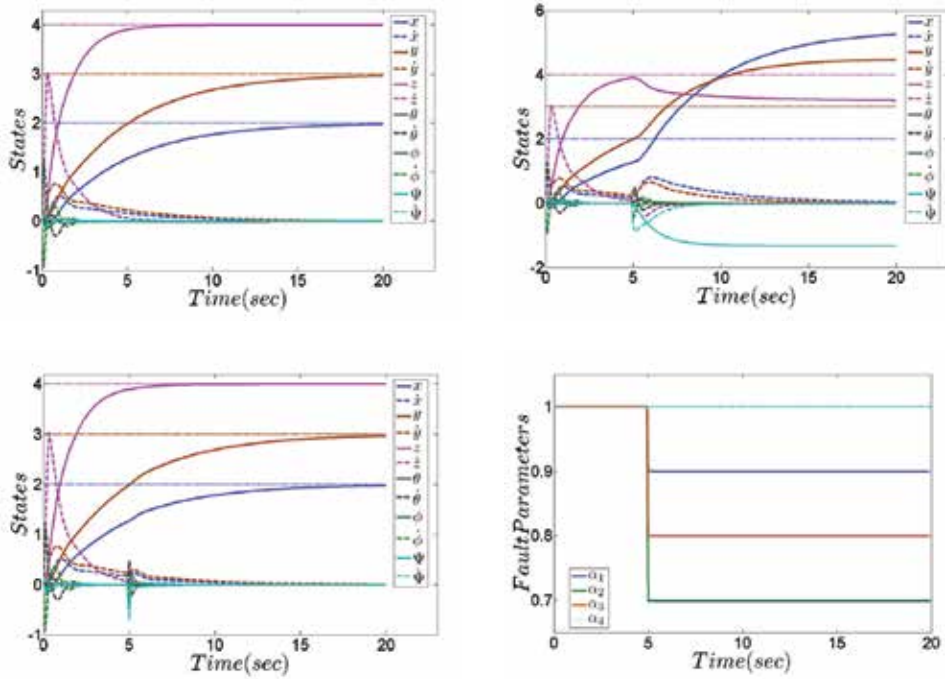 4
3
2
1
0
-1
0
5
10
15
20
States
Time(sec)
x
ẋ
y
ẏ
z
ż
θ
θ̇
φ
φ̇
Ψ
Ψ̇
6
4
2
0
-2
0
5
10
15
20
States
Time(sec)
x
ẋ
y
ẏ
z
ż
θ
θ̇
φ
φ̇
Ψ
Ψ̇
4
3
2
1
0
-1
0
5
10
15
20
States
Time(sec)
x
ẋ
y
ẏ
z
ż
θ
θ̇
φ
φ̇
Ψ
Ψ̇
1
0.9
0.8
0.7
0
5
10
15
20
FaultParameters
Time(sec)
α1
α2
α3
α4